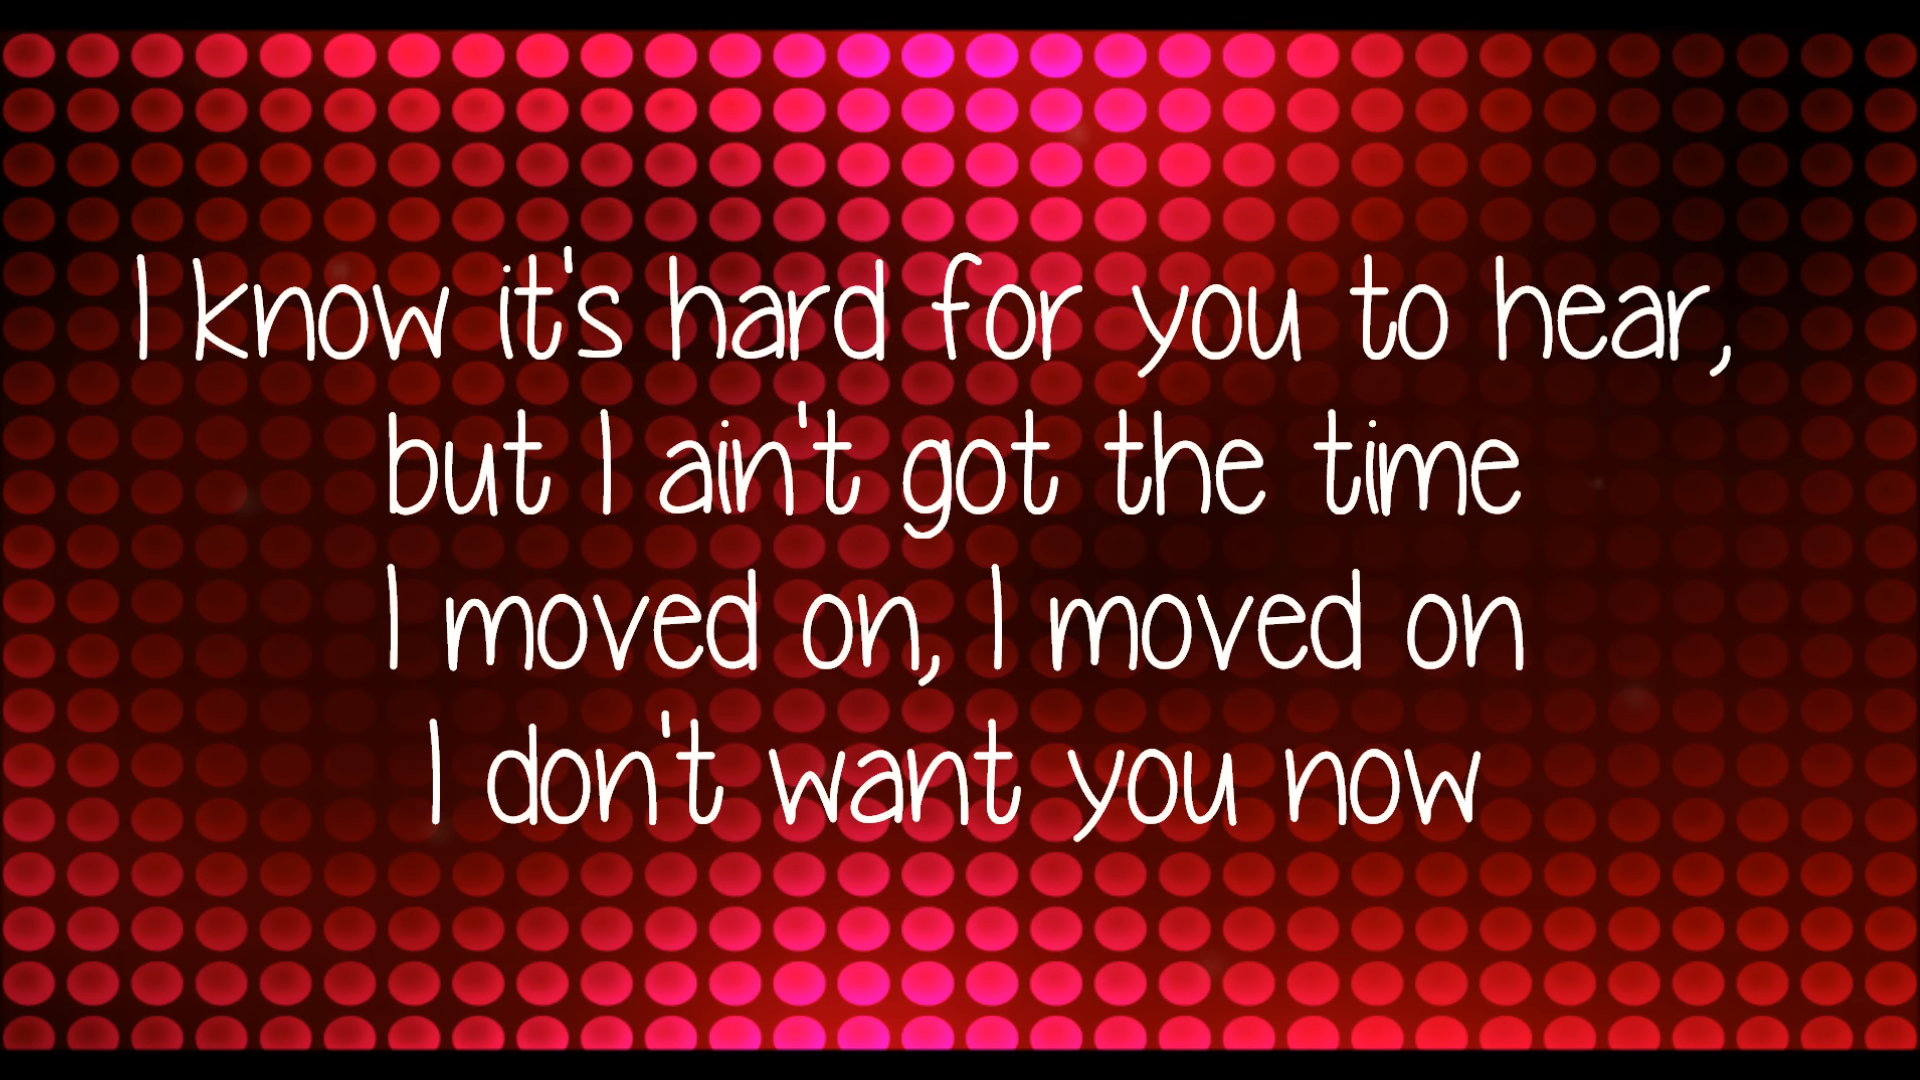 I know it's hard for you to hear,
but I ain't got the time
I moved on, I moved on
I don't want you now